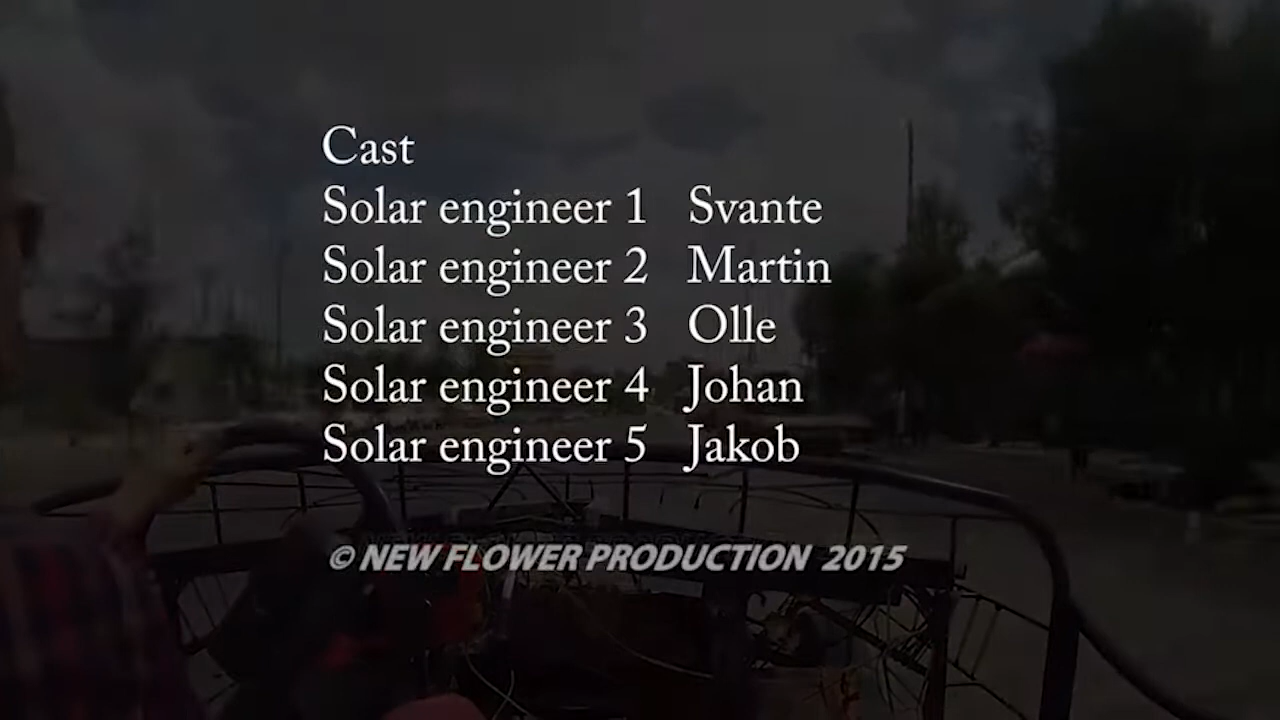 Cast
Solar engineer 1 Svante
Solar engineer 2 Martin
Solar engineer 3 Olle
Solar engineer 4 Johan
Solar engineer 5 Jakob
© NEW FLOWER PRODUCTION 2015